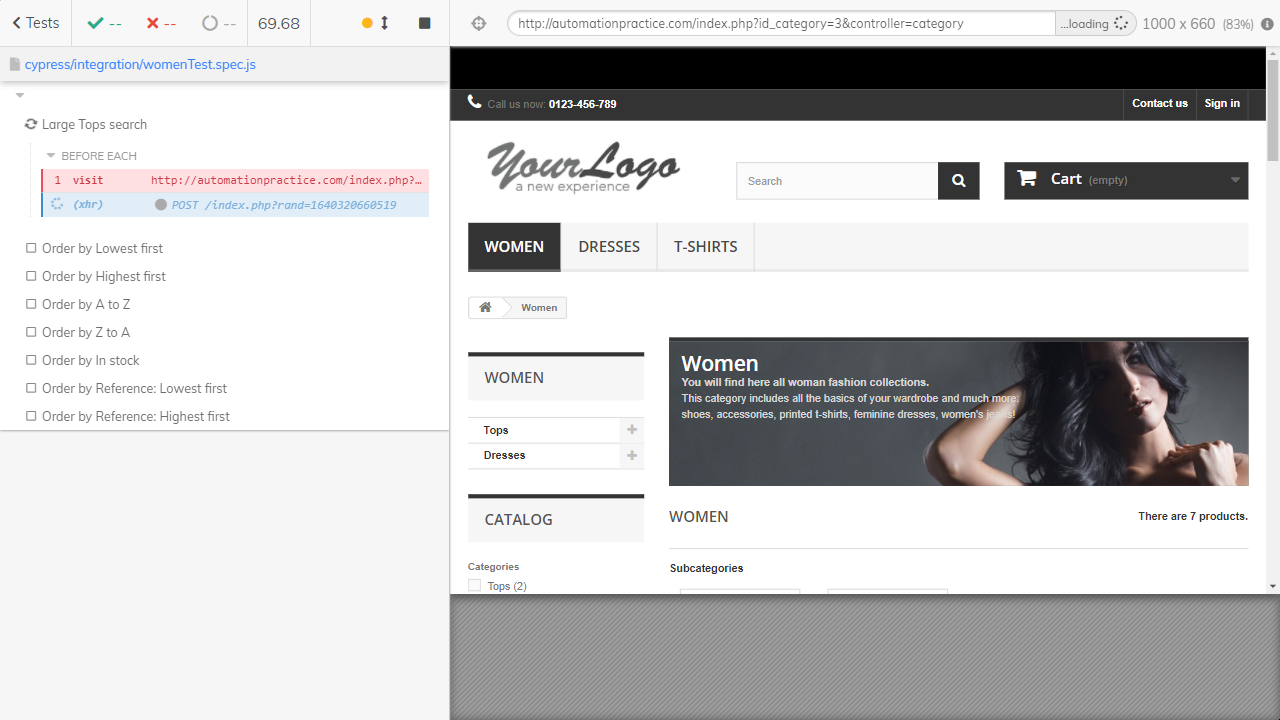 Tests
--
--
--
69.68
http://automationpractice.com/index.php?id_category=3&controller=category
...loading
1000 x 660 (83%)
cypress/integration/womenTest.spec.js
Large Tops search
BEFORE EACH
1 visit http://automationpractice.com/index.php?…
(xhr) POST /index.php?rand=1640320660519
Order by Lowest first
Order by Highest first
Order by A to Z
Order by Z to A
Order by In stock
Order by Reference: Lowest first
Order by Reference: Highest first
Call us now: 0123-456-789
Contact us
Sign in
YourLogo
a new experience
Search
Cart (empty)
WOMEN
DRESSES
T-SHIRTS
Women
WOMEN
Tops
Dresses
CATALOG
Categories
Tops (2)
Women
You will find here all woman fashion collections.
This category includes all the basics of your wardrobe and much more:
shoes, accessories, printed t-shirts, feminine dresses, women's jeans!
WOMEN
There are 7 products.
Subcategories